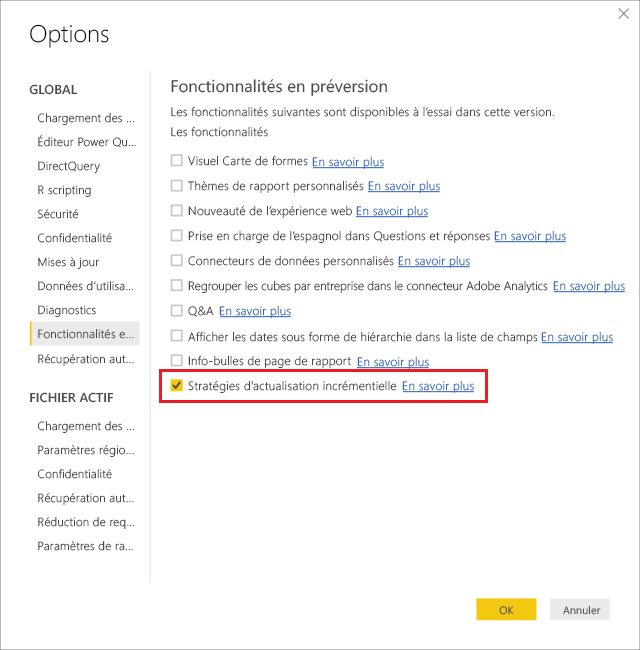 Options
GLOBAL
Chargement des ...
Éditeur Power Qu...
DirectQuery
R scripting
Sécurité
Confidentialité
Mises à jour
Données d'utilisa...
Diagnostics
Fonctionnalités e...
Récupération aut...
FICHIER ACTIF
Chargement des ...
Paramètres régio...
Confidentialité
Récupération aut...
Réduction de req...
Paramètres de ra...
Fonctionnalités en préversion
Les fonctionnalités suivantes sont disponibles à l'essai dans cette version.
Les fonctionnalités
Visuel Carte de formes En savoir plus
Thèmes de rapport personnalisés En savoir plus
Nouveauté de l'expérience web En savoir plus
Prise en charge de l'espagnol dans Questions et réponses En savoir plus
Connecteurs de données personnalisés En savoir plus
Regrouper les cubes par entreprise dans le connecteur Adobe Analytics En savoir plus
Q&A En savoir plus
Afficher les dates sous forme de hiérarchie dans la liste de champs En savoir plus
Info-bulles de page de rapport En savoir plus
Stratégies d'actualisation incrémentielle En savoir plus
OK
Annuler